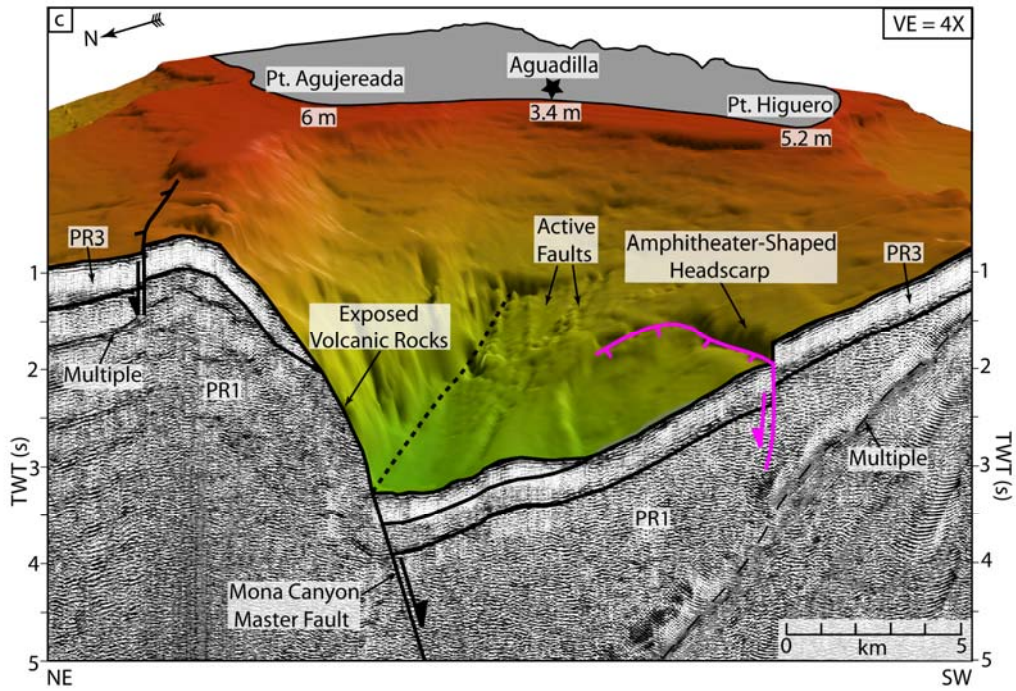 c
N
VE = 4X
Pt. Agujereada
Aguadilla
Pt. Higuero
6 m
3.4 m
5.2 m
PR3
Active
Faults
Amphitheater-Shaped
Headscarp
PR3
Exposed
Volcanic Rocks
Multiple
PR1
Multiple
PR1
Mona Canyon
Master Fault
TWT (s)
1
2
3
4
5
TWT (s)
1
2
3
4
5
0
5
km
NE
SW